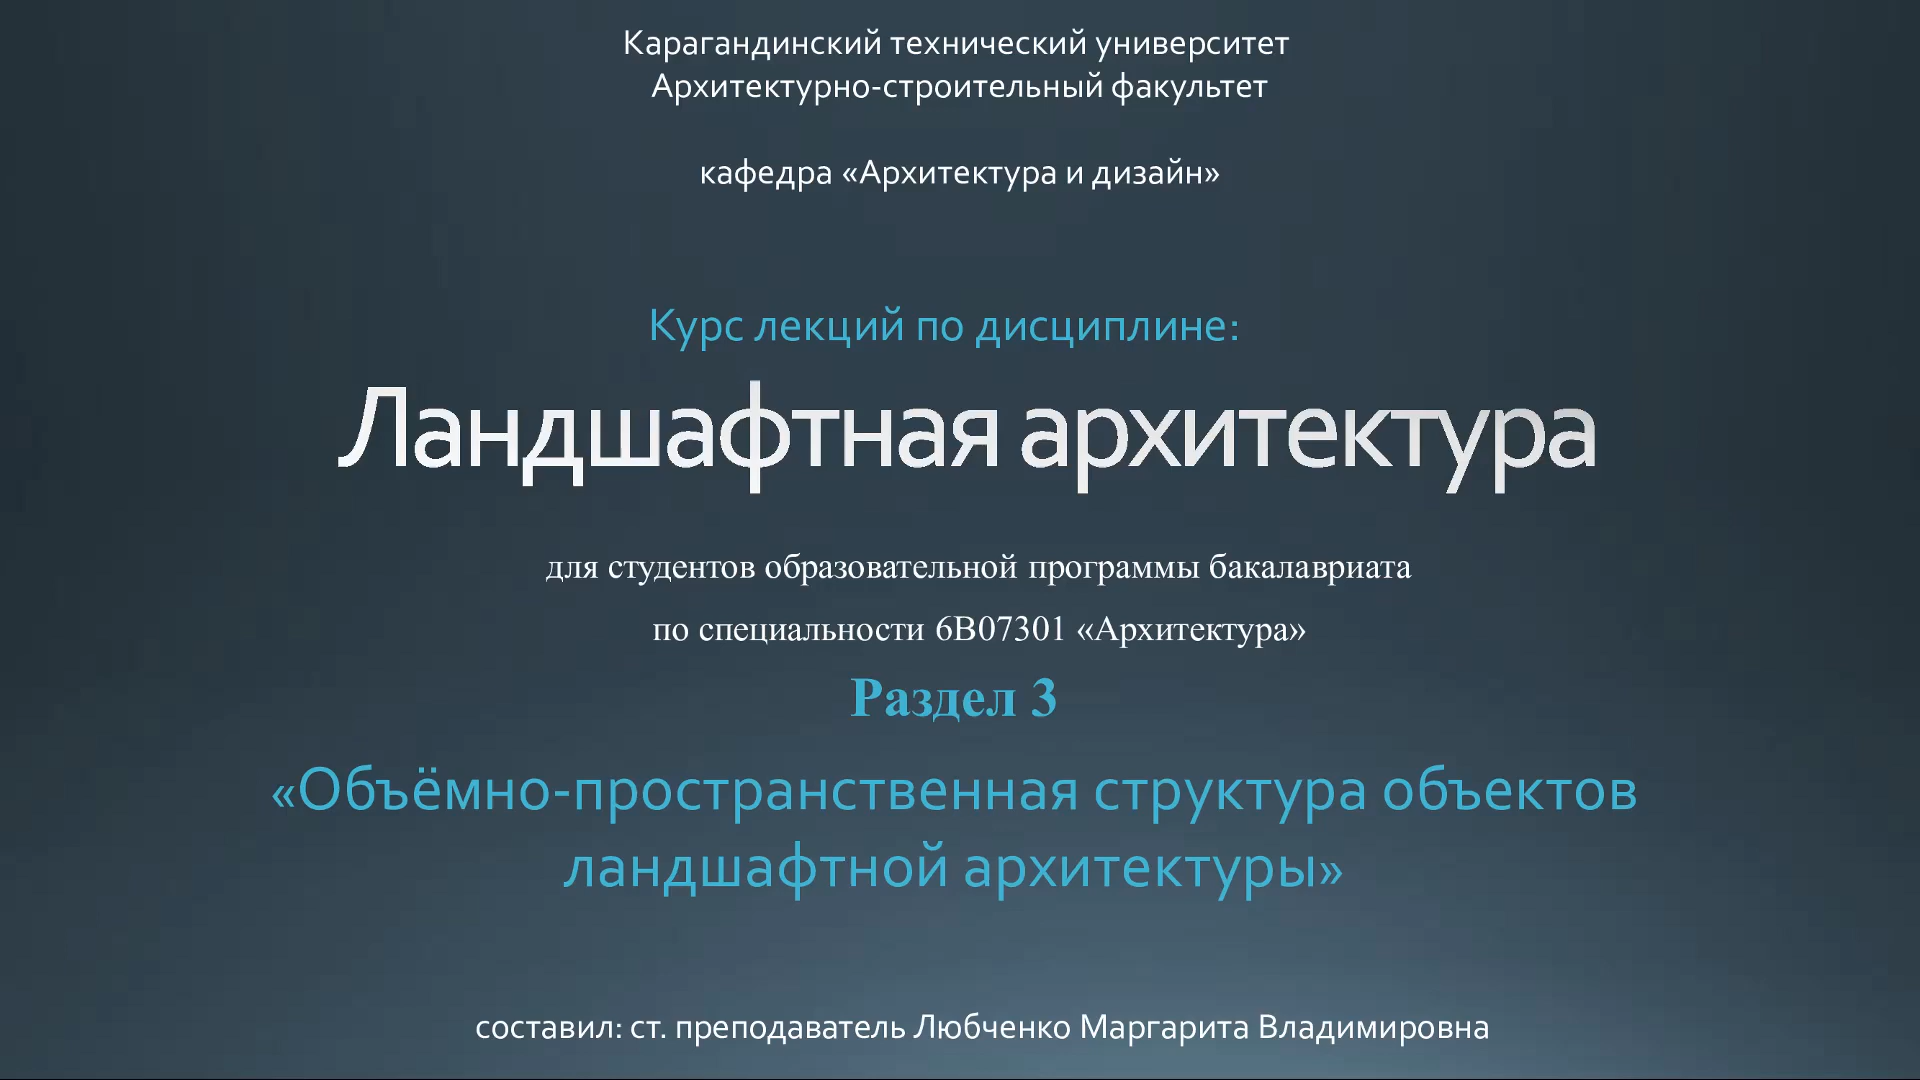 Карагандинский технический университет
Архитектурно-строительный факультет
кафедра «Архитектура и дизайн»
Курс лекций по дисциплине:
Ландшафтная архитектура
для студентов образовательной программы бакалавриата
по специальности 6В07301 «Архитектура»
Раздел 3
«Объёмно-пространственная структура объектов
ландшафтной архитектуры»
составил: ст. преподаватель Любченко Маргарита Владимировна